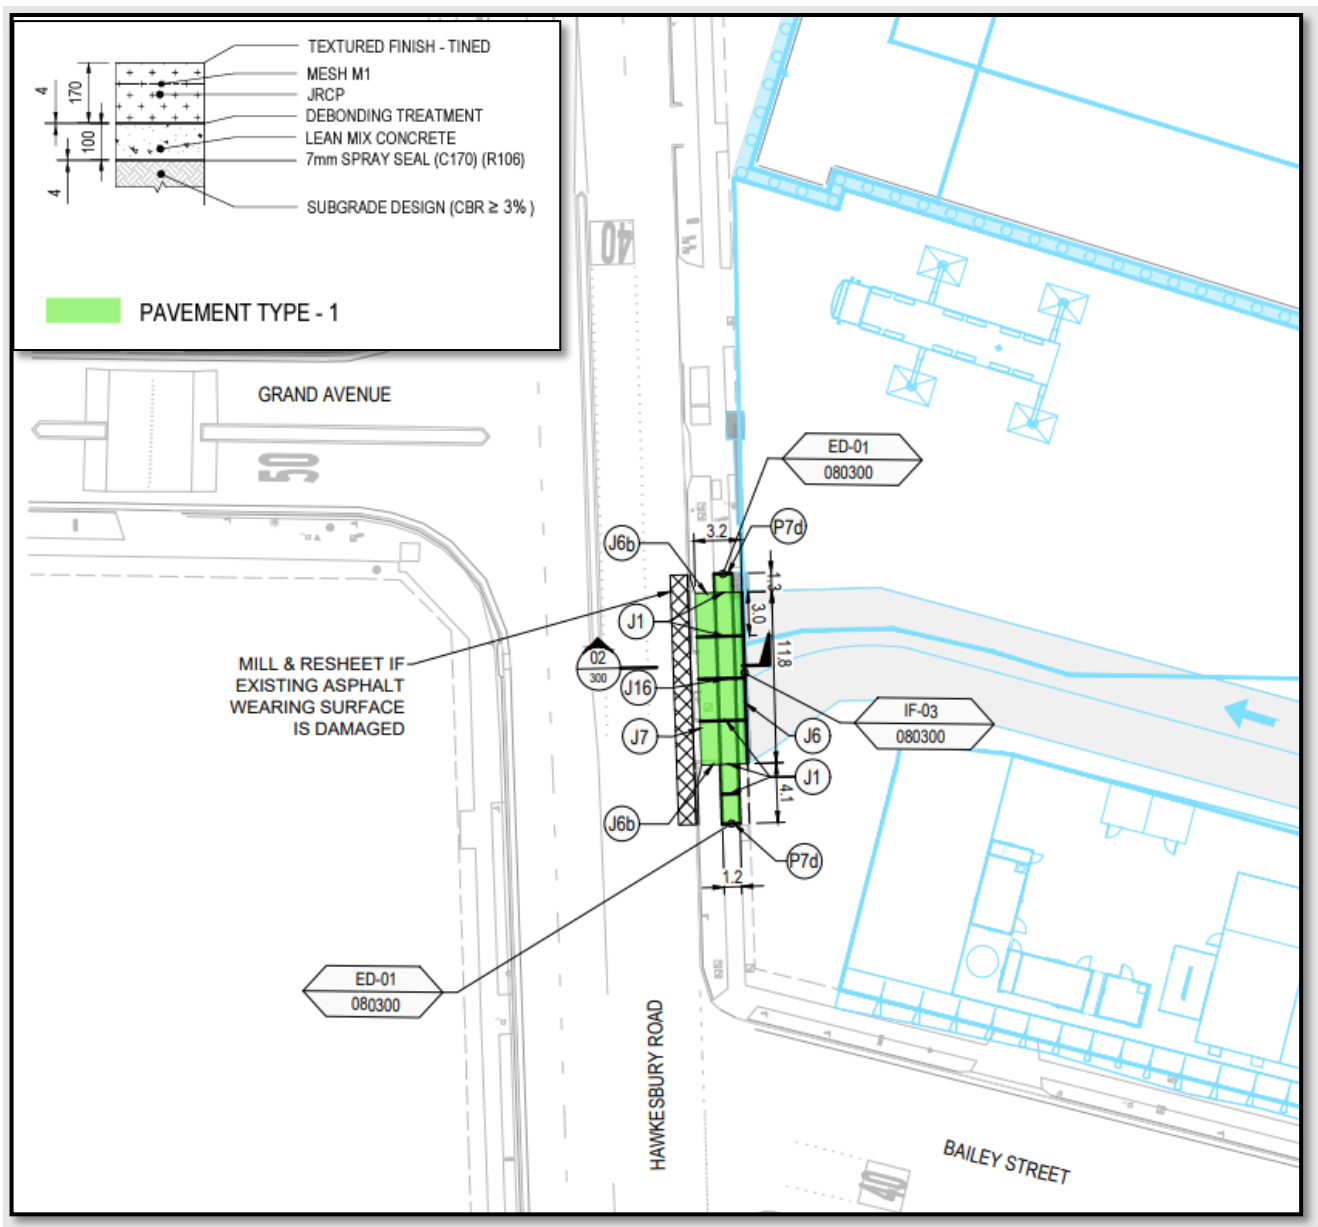 TEXTURED FINISH - TINED
MESH M1
JRCP
DEBONDING TREATMENT
LEAN MIX CONCRETE
7mm SPRAY SEAL (C170) (R106)
SUBGRADE DESIGN (CBR ≥ 3% )
4
170
100
4
PAVEMENT TYPE - 1
40
GRAND AVENUE
50
ED-01
080300
P7d
3.2
J6b
1.3
3.0
J1
11.8
02
300
MILL & RESHEET IF
EXISTING ASPHALT
WEARING SURFACE
IS DAMAGED
J16
IF-03
080300
J7
J6
J1
4.1
J6b
P7d
1.2
ED-01
080300
HAWKESBURY ROAD
BAILEY STREET
40